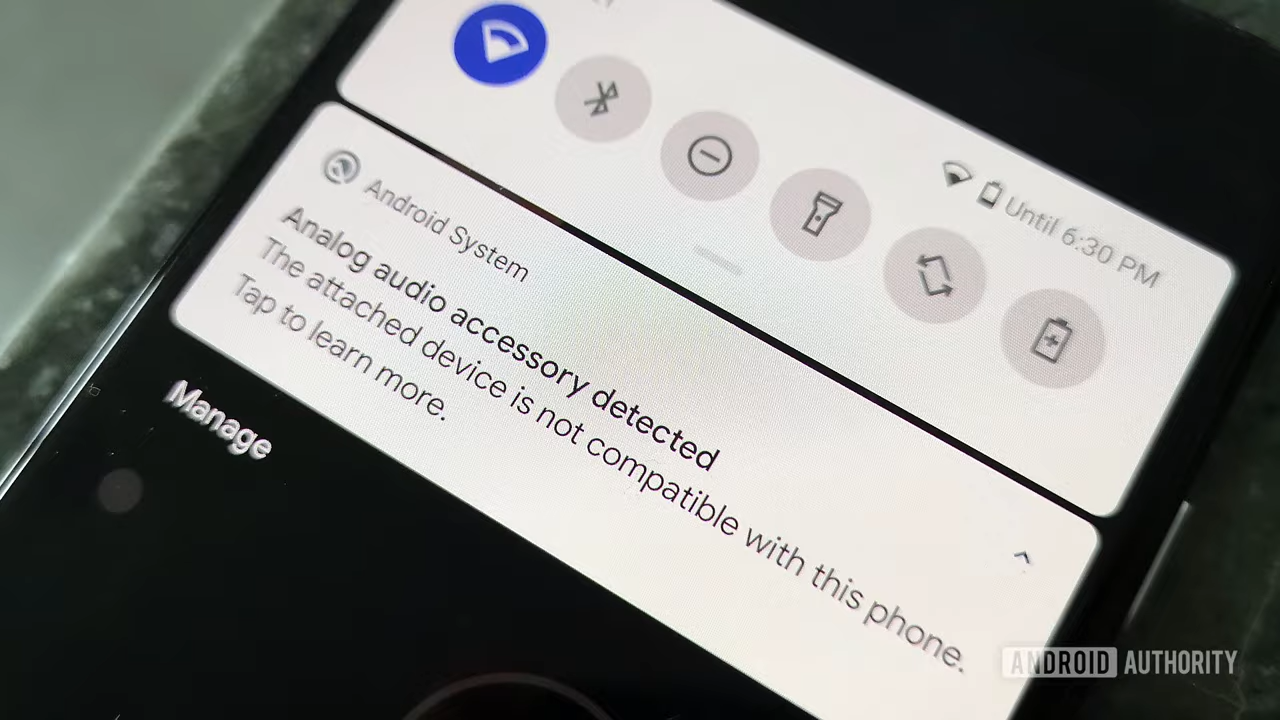 Until 6:30 PM
Android System
Analog audio accessory detected
The attached device is not compatible with this phone.
Tap to learn more.
Manage
ANDROID AUTHORITY